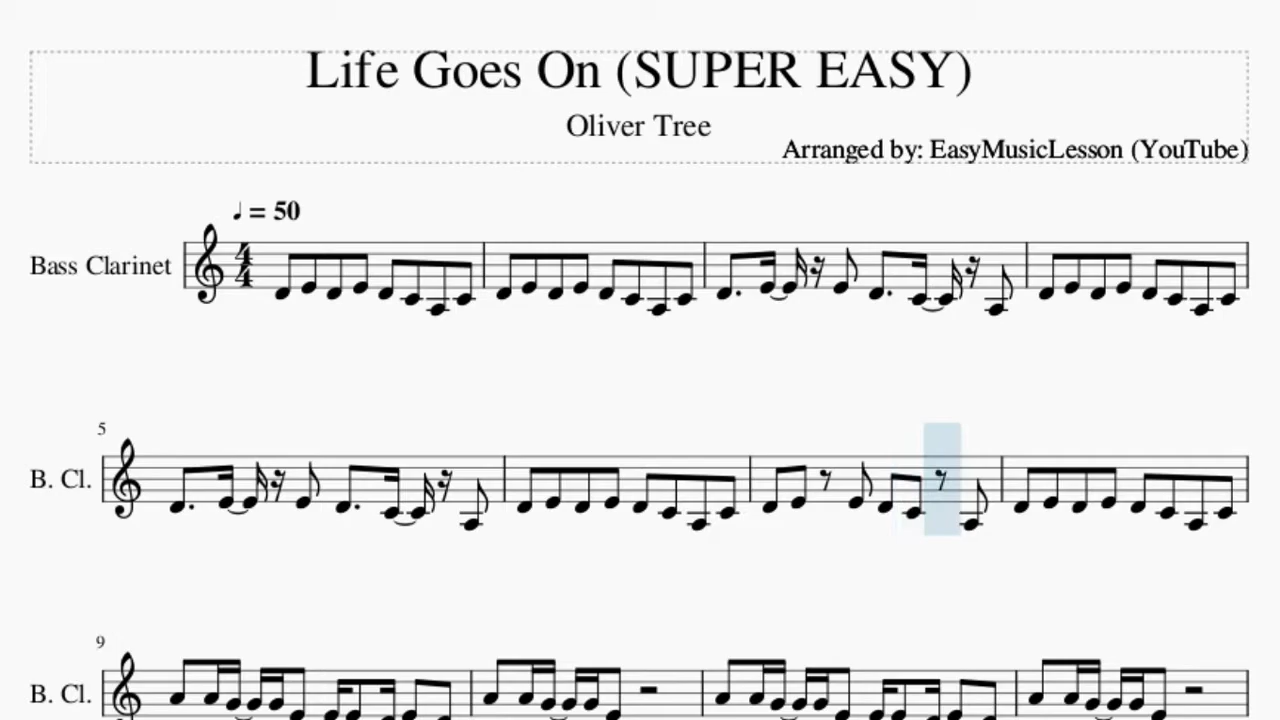 Life Goes On (SUPER EASY)
Oliver Tree
Arranged by: EasyMusicLesson (YouTube)
♩ = 50
Bass Clarinet
4
4
5
B. Cl.
9
B. Cl.